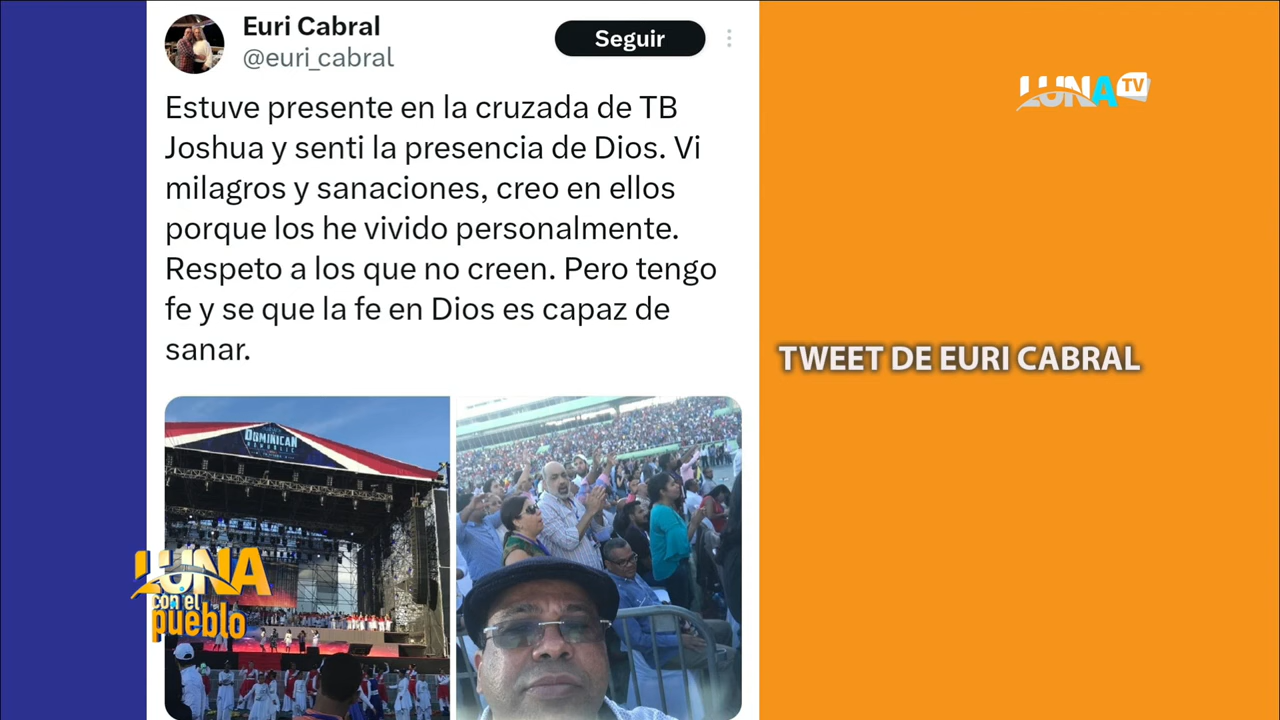 Euri Cabral
@euri_cabral
Seguir
Estuve presente en la cruzada de TB
Joshua y senti la presencia de Dios. Vi
milagros y sanaciones, creo en ellos
porque los he vivido personalmente.
Respeto a los que no creen. Pero tengo
fe y se que la fe en Dios es capaz de
sanar.
LUNA TV
TWEET DE EURI CABRAL
DOMINICAN
REPUBLIC
LUNA
con el
pueblo